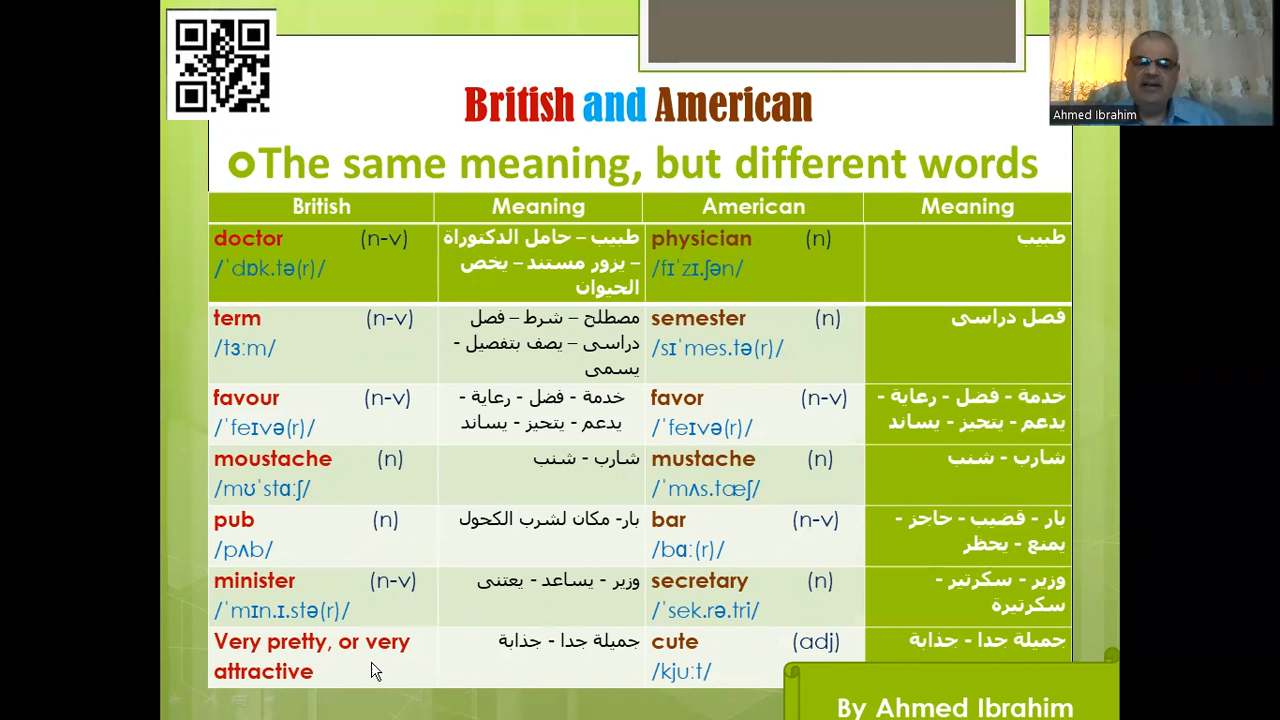 Ahmed Ibrahim
British and American
The same meaning, but different words
British Meaning American Meaning
doctor (n-v)
/ˈdɒk.tə(r)/
طبيب – حامل الدكتوراة
– يزور مستند – يخص
الحيوان
physician (n)
/fɪˈzɪ.ʃən/
طبيب
term (n-v)
/tɜːm/
مصطلح – شرط – فصل
دراسى – يصف بتفصيل -
يسمى
semester (n)
/sɪˈmes.tə(r)/
فصل دراسى
favour (n-v)
/ˈfeɪvə(r)/
خدمة - فضل - رعاية -
يدعم - يتحيز - يساند
favor (n-v)
/ˈfeɪvə(r)/
خدمة - فضل - رعاية -
يدعم - يتحيز - يساند
moustache (n)
/mʊˈstɑːʃ/
شارب - شنب
mustache (n)
/ˈmʌs.tæʃ/
شارب - شنب
pub (n)
/pʌb/
بار- مكان لشرب الكحول
bar (n-v)
/bɑː(r)/
بار - قضيب - حاجز -
يمنع - يحظر
minister (n-v)
/ˈmɪn.ɪ.stə(r)/
وزير - يساعد - يعتنى
secretary (n)
/ˈsek.rə.tri/
وزير - سكرتير -
سكرتيرة
Very pretty, or very
attractive
جميلة جدا - جذابة
cute (adj)
/kjuːt/
جميلة جدا - جذابة
By Ahmed Ibrahim